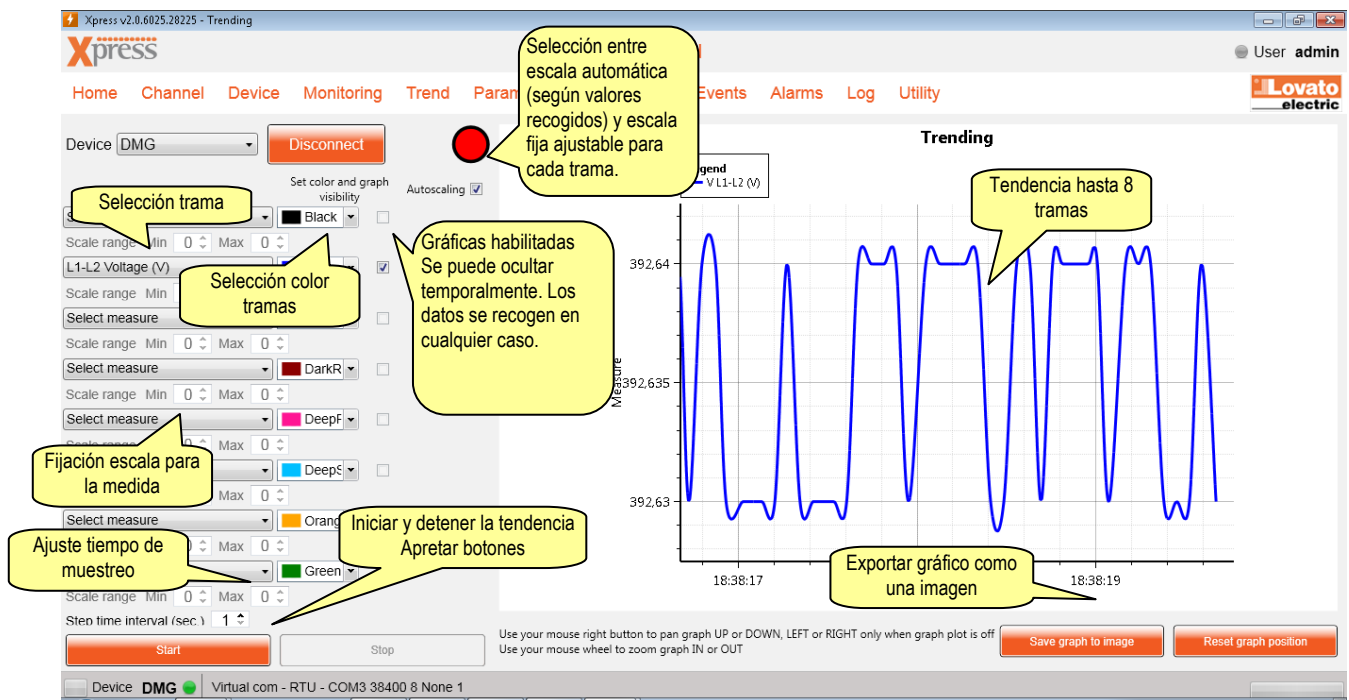 Xpress v2.0.6025.28225 - Trending
Xpress
User admin
Home Channel Device Monitoring Trend Param Events Alarms Log Utility
Lovato
electric
Device DMG Disconnect
Selección entre
escala automática
(según valores
recogidos) y escala
fija ajustable para
cada trama.
Set color and graph
visibility
Autoscaling
Selección trama
Black
Scale range Min 0 Max 0
L1-L2 Voltage (V)
Selección color
tramas
Scale range Min
Select measure
Scale range Min 0 Max 0
Select measure DarkR
Scale range Min 0 Max 0
Select measure DeepF
Scale range 0 Max 0
Fijación escala para
la medida
DeepS
Max 0
Select measure Orang
Ajuste tiempo de
muestreo
Max 0
Green
Scale range Min 0 Max 0
Step time interval (sec.) 1
Start Stop
Gráficas habilitadas
Se puede ocultar
temporalmente. Los
datos se recogen en
cualquier caso.
Iniciar y detener la tendencia
Apretar botones
Trending
gend
V L1-L2 (V)
Tendencia hasta 8
tramas
392,64
392,635
392,63
Measure
18:38:17 18:38:19
Exportar gráfico como
una imagen
Use your mouse right button to pan graph UP or DOWN, LEFT or RIGHT only when graph plot is off
Use your mouse wheel to zoom graph IN or OUT
Save graph to image Reset graph position
Device DMG Virtual com - RTU - COM3 38400 8 None 1